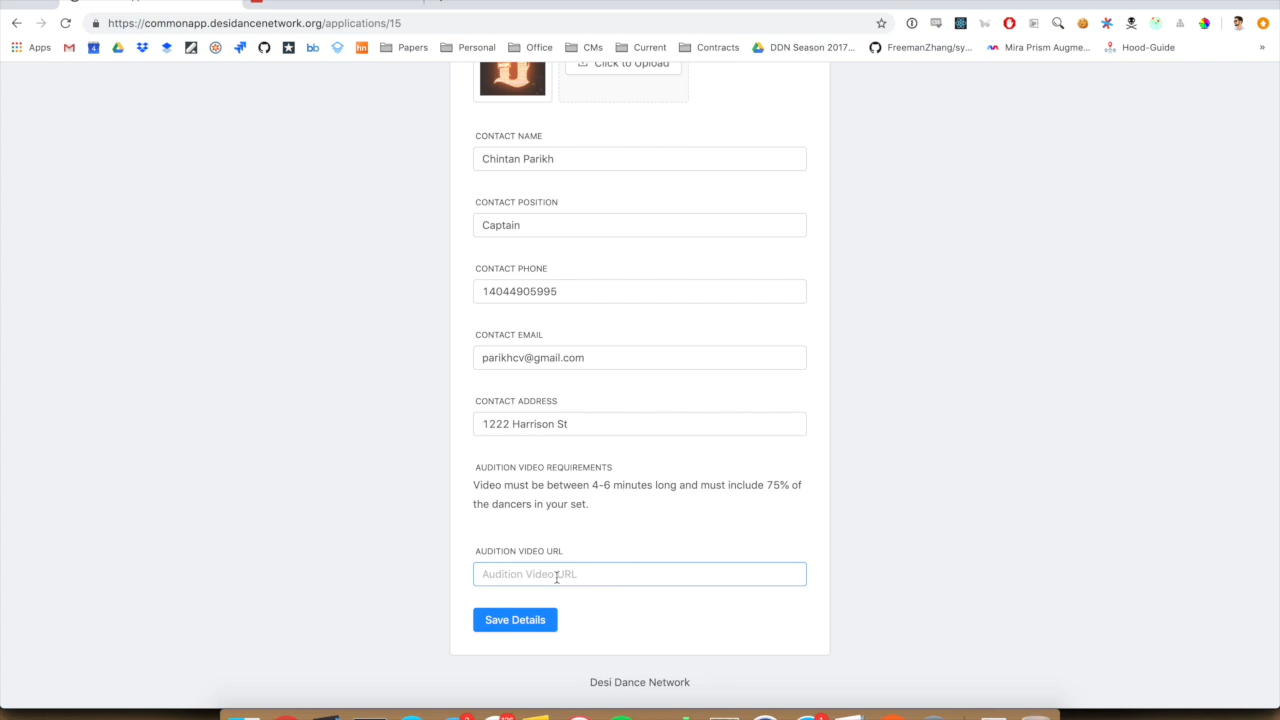 https://commonapp.desidancenetwork.org/applications/15
Apps
Papers
Personal
Office
CMs
Current
Contracts
DDN Season 2017...
FreemanZhang/sy...
Mira Prism Augme...
Hood-Guide
»
Click to Upload
CONTACT NAME
Chintan Parikh
CONTACT POSITION
Captain
CONTACT PHONE
14044905995
CONTACT EMAIL
parikhcv@gmail.com
CONTACT ADDRESS
1222 Harrison St
AUDITION VIDEO REQUIREMENTS
Video must be between 4-6 minutes long and must include 75% of
the dancers in your set.
AUDITION VIDEO URL
Audition Video URL
Save Details
Desi Dance Network